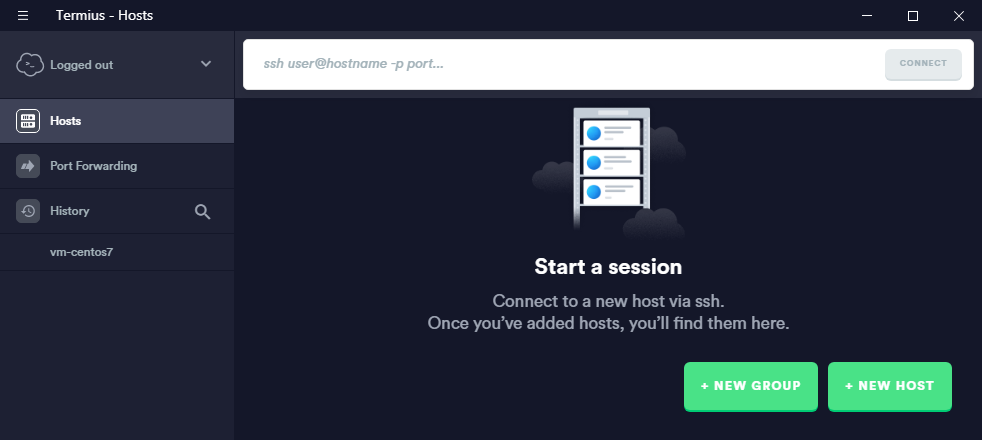 Termius - Hosts
Logged out
ssh user@hostname -p port...
CONNECT
Hosts
Port Forwarding
History
vm-centos7
Start a session
Connect to a new host via ssh.
Once you've added hosts, you'll find them here.
+ NEW GROUP
+ NEW HOST